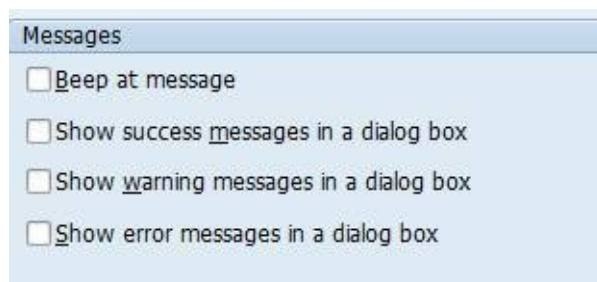 Messages
Beep at message
Show success messages in a dialog box
Show warning messages in a dialog box
Show error messages in a dialog box